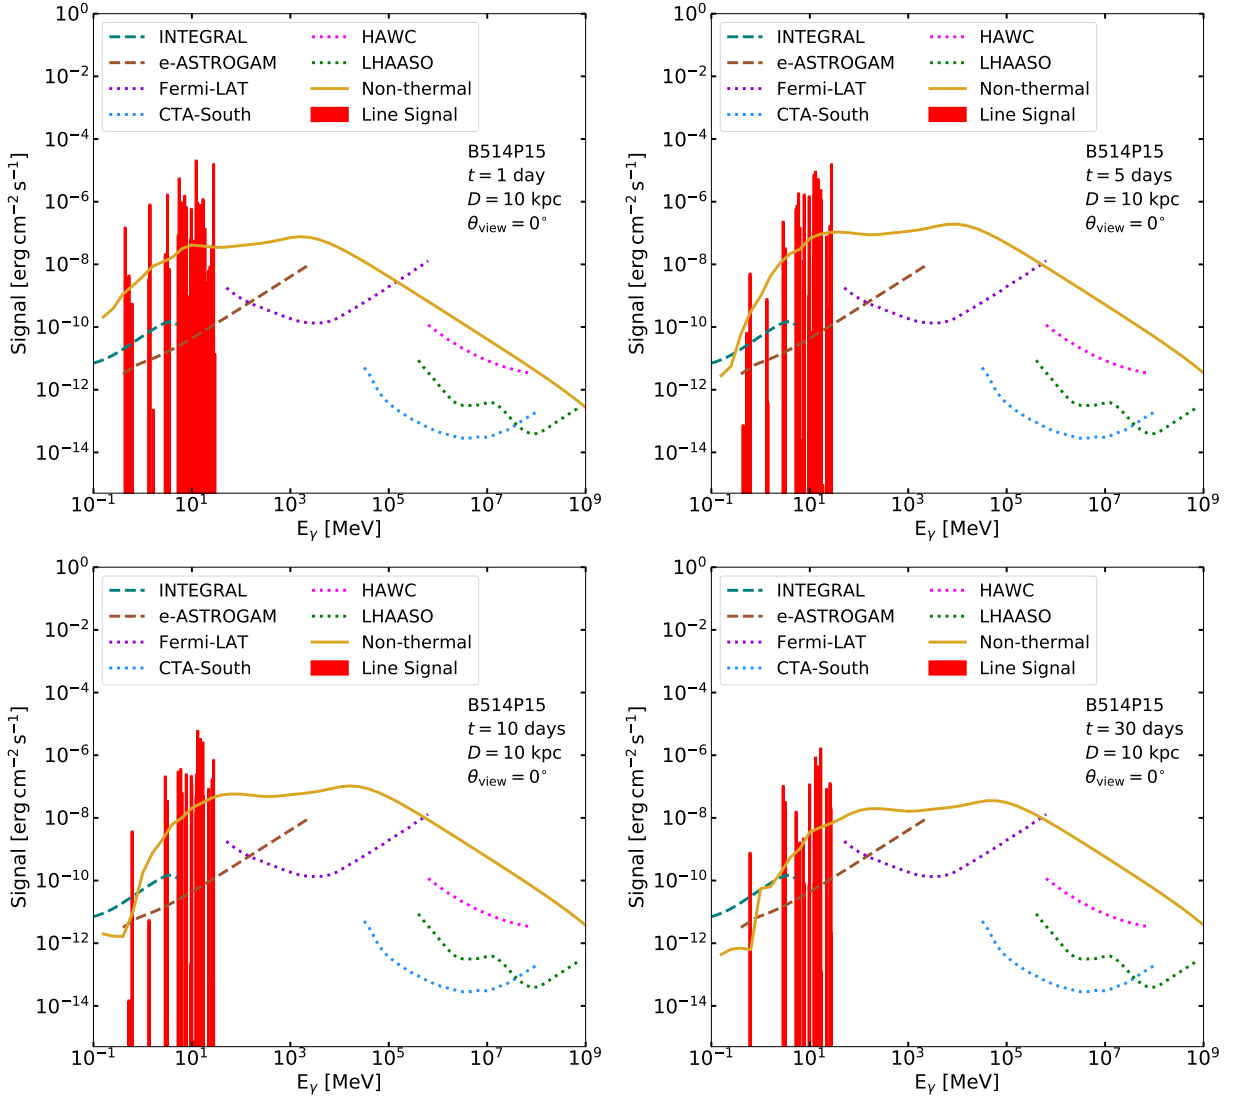 10^0
10^-2
10^-4
10^-6
10^-8
10^-10
10^-12
10^-14
Signal [erg cm^-2 s^-1]
INTEGRAL
e-ASTROGAM
Fermi-LAT
CTA-South
HAWC
LHAASO
Non-thermal
Line Signal
B514P15
t = 1 day
D = 10 kpc
θ_view = 0°
10^-1 10^1 10^3 10^5 10^7 10^9
E_γ [MeV]
10^0
10^-2
10^-4
10^-6
10^-8
10^-10
10^-12
10^-14
Signal [erg cm^-2 s^-1]
INTEGRAL
e-ASTROGAM
Fermi-LAT
CTA-South
HAWC
LHAASO
Non-thermal
Line Signal
B514P15
t = 5 days
D = 10 kpc
θ_view = 0°
10^-1 10^1 10^3 10^5 10^7 10^9
E_γ [MeV]
10^0
10^-2
10^-4
10^-6
10^-8
10^-10
10^-12
10^-14
Signal [erg cm^-2 s^-1]
INTEGRAL
e-ASTROGAM
Fermi-LAT
CTA-South
HAWC
LHAASO
Non-thermal
Line Signal
B514P15
t = 10 days
D = 10 kpc
θ_view = 0°
10^-1 10^1 10^3 10^5 10^7 10^9
E_γ [MeV]
10^0
10^-2
10^-4
10^-6
10^-8
10^-10
10^-12
10^-14
Signal [erg cm^-2 s^-1]
INTEGRAL
e-ASTROGAM
Fermi-LAT
CTA-South
HAWC
LHAASO
Non-thermal
Line Signal
B514P15
t = 30 days
D = 10 kpc
θ_view = 0°
10^-1 10^1 10^3 10^5 10^7 10^9
E_γ [MeV]